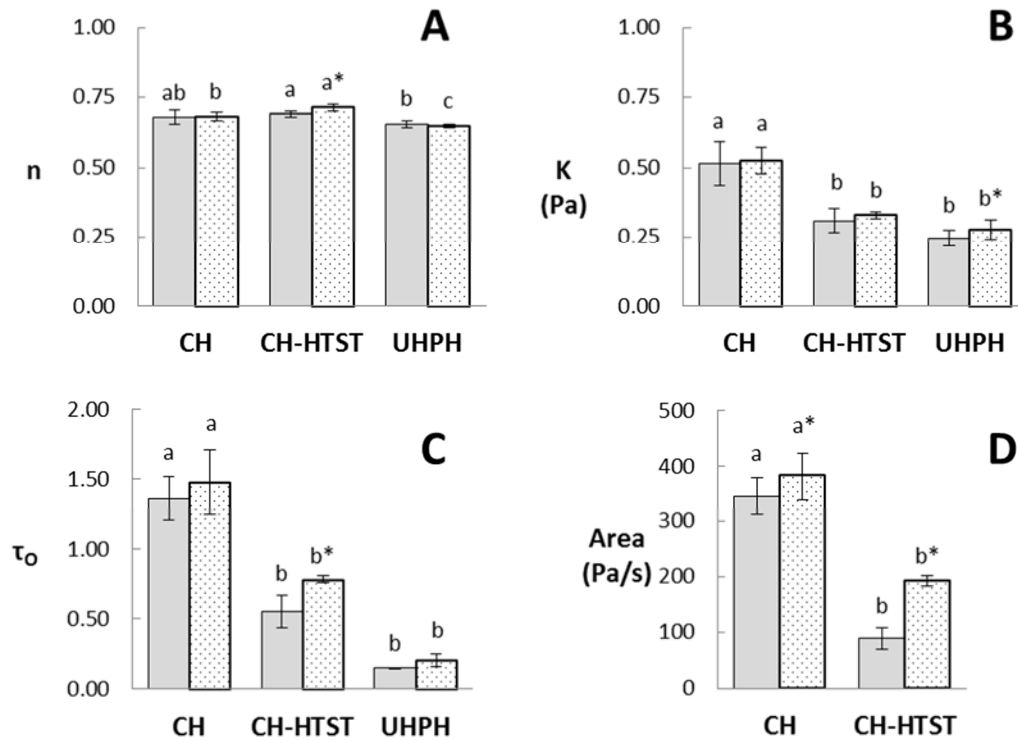 A
1.00
0.75
0.50
0.25
0.00
n
ab
b
a
a*
b
c
CH
CH-HTST
UHPH
B
1.00
0.75
0.50
0.25
0.00
K
(Pa)
a
a
b
b
b
b*
CH
CH-HTST
UHPH
C
2.00
1.50
1.00
0.50
0.00
τO
a
a
b
b*
b
b
CH
CH-HTST
UHPH
D
500
400
300
200
100
0
Area
(Pa/s)
a
a*
b
b*
CH
CH-HTST